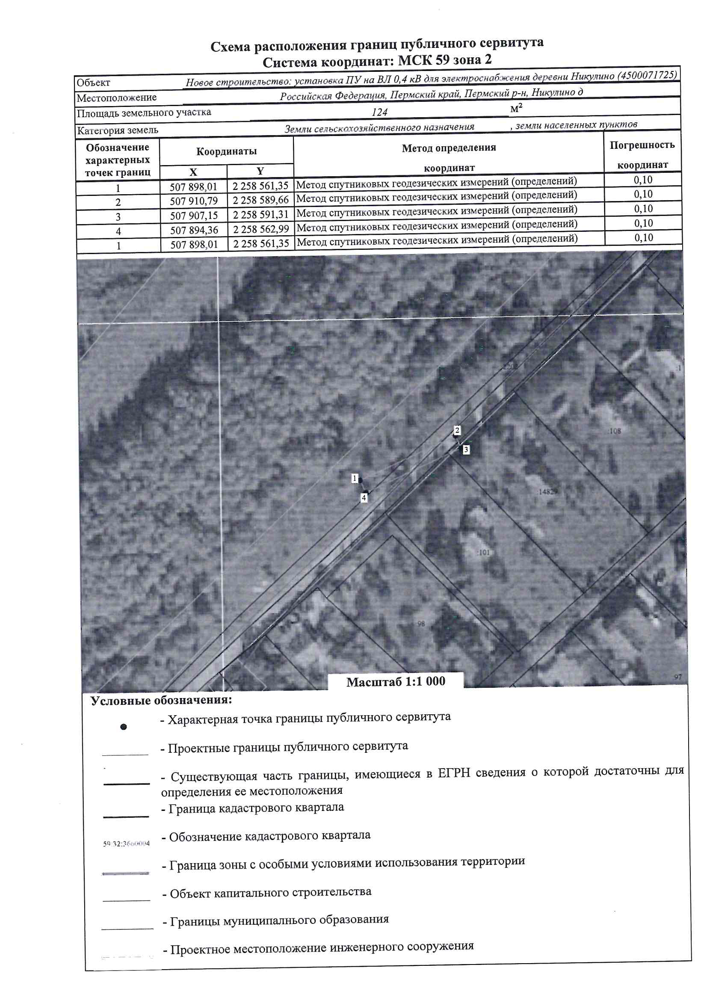 Схема расположения границ публичного сервитута
Система координат: МСК 59 зона 2
Объект Новое строительство: установка ПУ на ВЛ 0,4 кВ для электроснабжения деревни Никулино (4500071725)
Местоположение Российская Федерация, Пермский край, Пермский р-н, Никулино д
Площадь земельного участка 124 м²
Категория земель Земли сельскохозяйственного назначения , земли населенных пунктов
Обозначение характерных точек границ Координаты Метод определения координат Погрешность координат
X Y
1 507 898,01 2 258 561,35 Метод спутниковых геодезических измерений (определений) 0,10
2 507 910,79 2 258 589,66 Метод спутниковых геодезических измерений (определений) 0,10
3 507 907,15 2 258 591,31 Метод спутниковых геодезических измерений (определений) 0,10
4 507 894,36 2 258 562,99 Метод спутниковых геодезических измерений (определений) 0,10
1 507 898,01 2 258 561,35 Метод спутниковых геодезических измерений (определений) 0,10
:1
2
:108
3
1
:14829
4
:101
:98
97
Масштаб 1:1 000
Условные обозначения:
- Характерная точка границы публичного сервитута
- Проектные границы публичного сервитута
- Существующая часть границы, имеющиеся в ЕГРН сведения о которой достаточны для
определения ее местоположения
- Граница кадастрового квартала
59:32:3660004 - Обозначение кадастрового квартала
- Граница зоны с особыми условиями использования территории
- Объект капитального строительства
- Границы муниципалнього образования
- Проектное местоположение инженерного сооружения